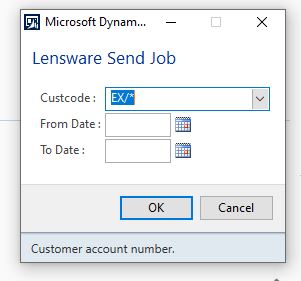 Microsoft Dynam...
Lensware Send Job
Custcode : EX/*
From Date :
To Date :
OK Cancel
Customer account number.